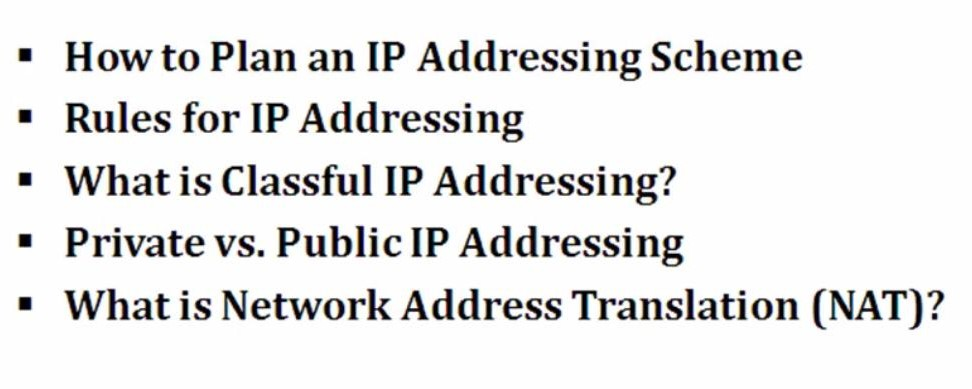 ▪ How to Plan an IP Addressing Scheme
▪ Rules for IP Addressing
▪ What is Classful IP Addressing?
▪ Private vs. Public IP Addressing
▪ What is Network Address Translation (NAT)?